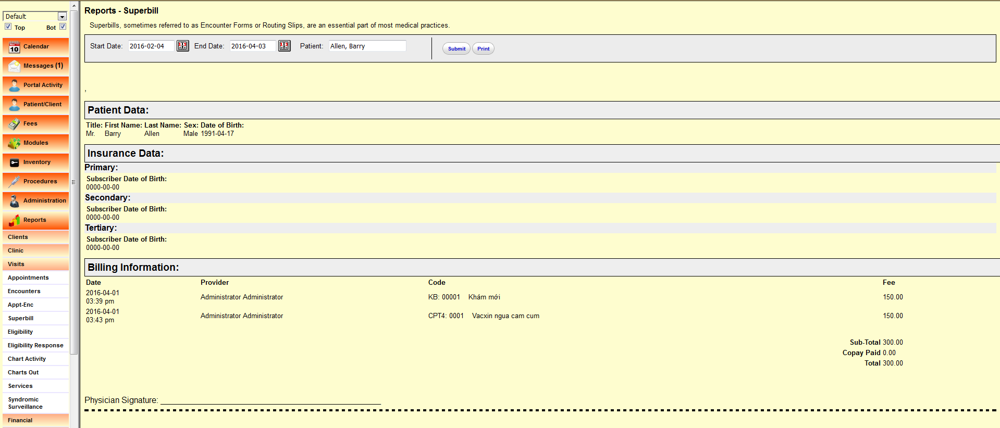 Default
Top Bot
Calendar
Messages (1)
Portal Activity
Patient/Client
Fees
Modules
Inventory
Procedures
Administration
Reports
Clients
Clinic
Visits
Appointments
Encounters
Appt-Enc
Superbill
Eligibility
Eligibility Response
Chart Activity
Charts Out
Services
Syndromic
Surveillance
Financial
Reports - Superbill
Superbills, sometimes referred to as Encounter Forms or Routing Slips, are an essential part of most medical practices.
Start Date: 2016-02-04 End Date: 2016-04-03 Patient: Allen, Barry Submit Print
,
Patient Data:
Title: First Name: Last Name: Sex: Date of Birth:
Mr. Barry Allen Male 1991-04-17
Insurance Data:
Primary:
Subscriber Date of Birth:
0000-00-00
Secondary:
Subscriber Date of Birth:
0000-00-00
Tertiary:
Subscriber Date of Birth:
0000-00-00
Billing Information:
Date Provider Code Fee
2016-04-01
03:39 pm Administrator Administrator KB: 00001 Khám mới 150.00
2016-04-01
03:43 pm Administrator Administrator CPT4: 0001 Vacxin ngua cam cum 150.00
Sub-Total 300.00
Copay Paid 0.00
Total 300.00
Physician Signature: ______________________________________________